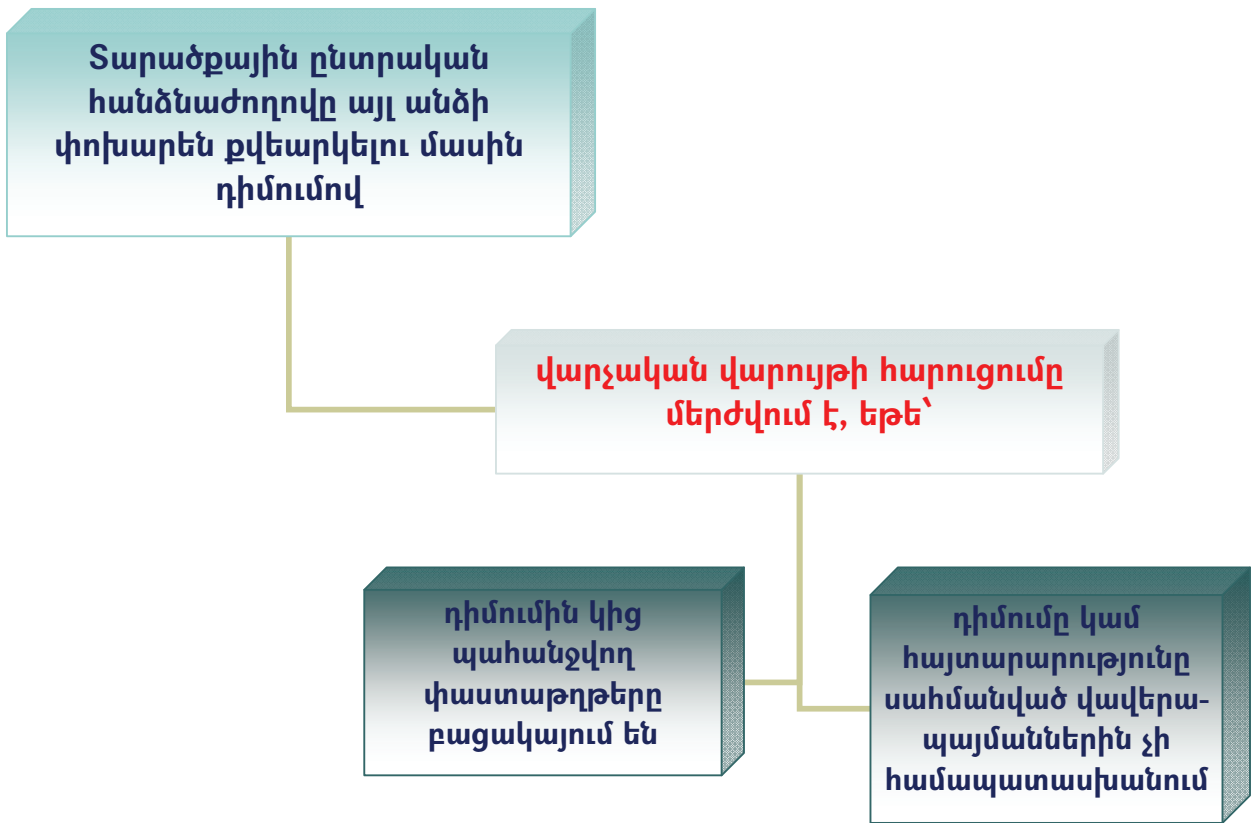 Տարածքային ընտրական
հանձնաժողովը այլ անձի
փոխարեն քվեարկելու մասին
դիմումով
վարչական վարույթի հարուցումը
մերժվում է, եթե՝
դիմումին կից
պահանջվող
փաստաթղթերը
բացակայում են
դիմումը կամ
հայտարարությունը
սահմանված վավերա-
պայմաններին չի
համապատասխանում